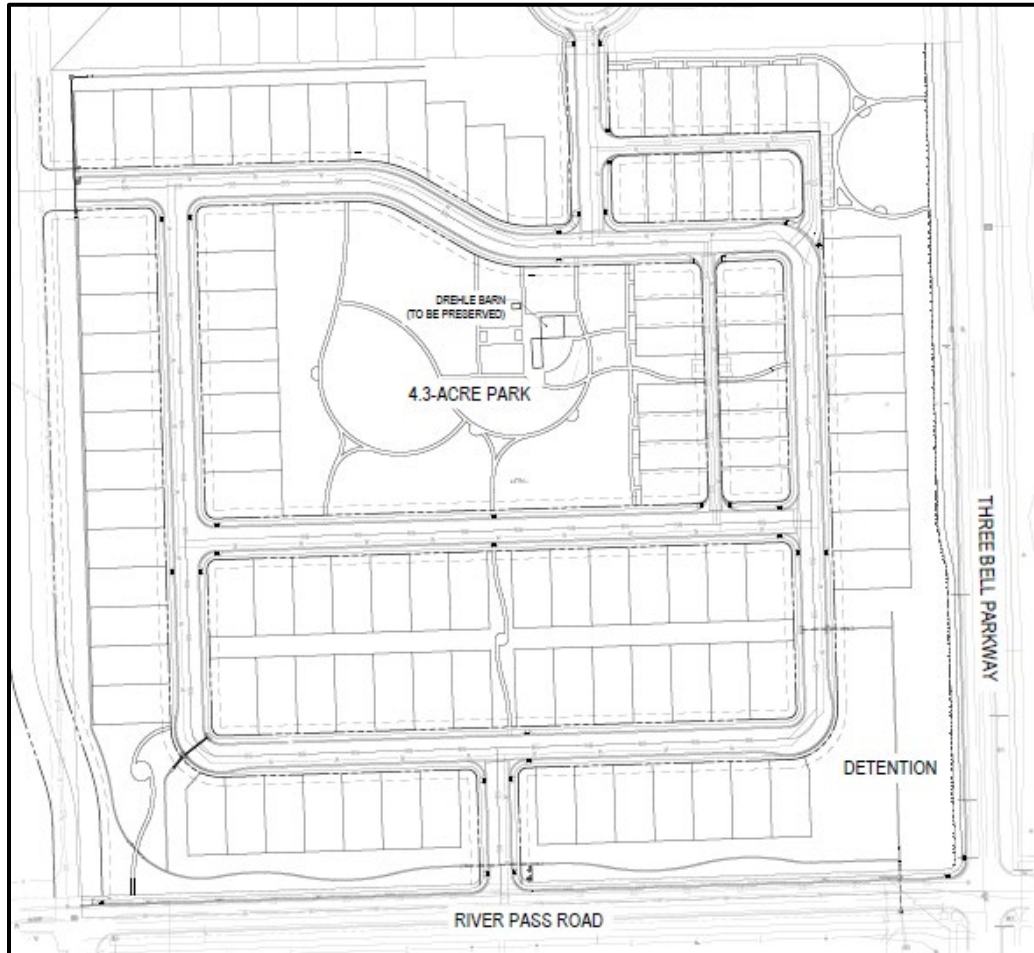 DREHLE BARN
(TO BE PRESERVED)
4.3-ACRE PARK
THREE BELL PARKWAY
DETENTION
RIVER PASS ROAD